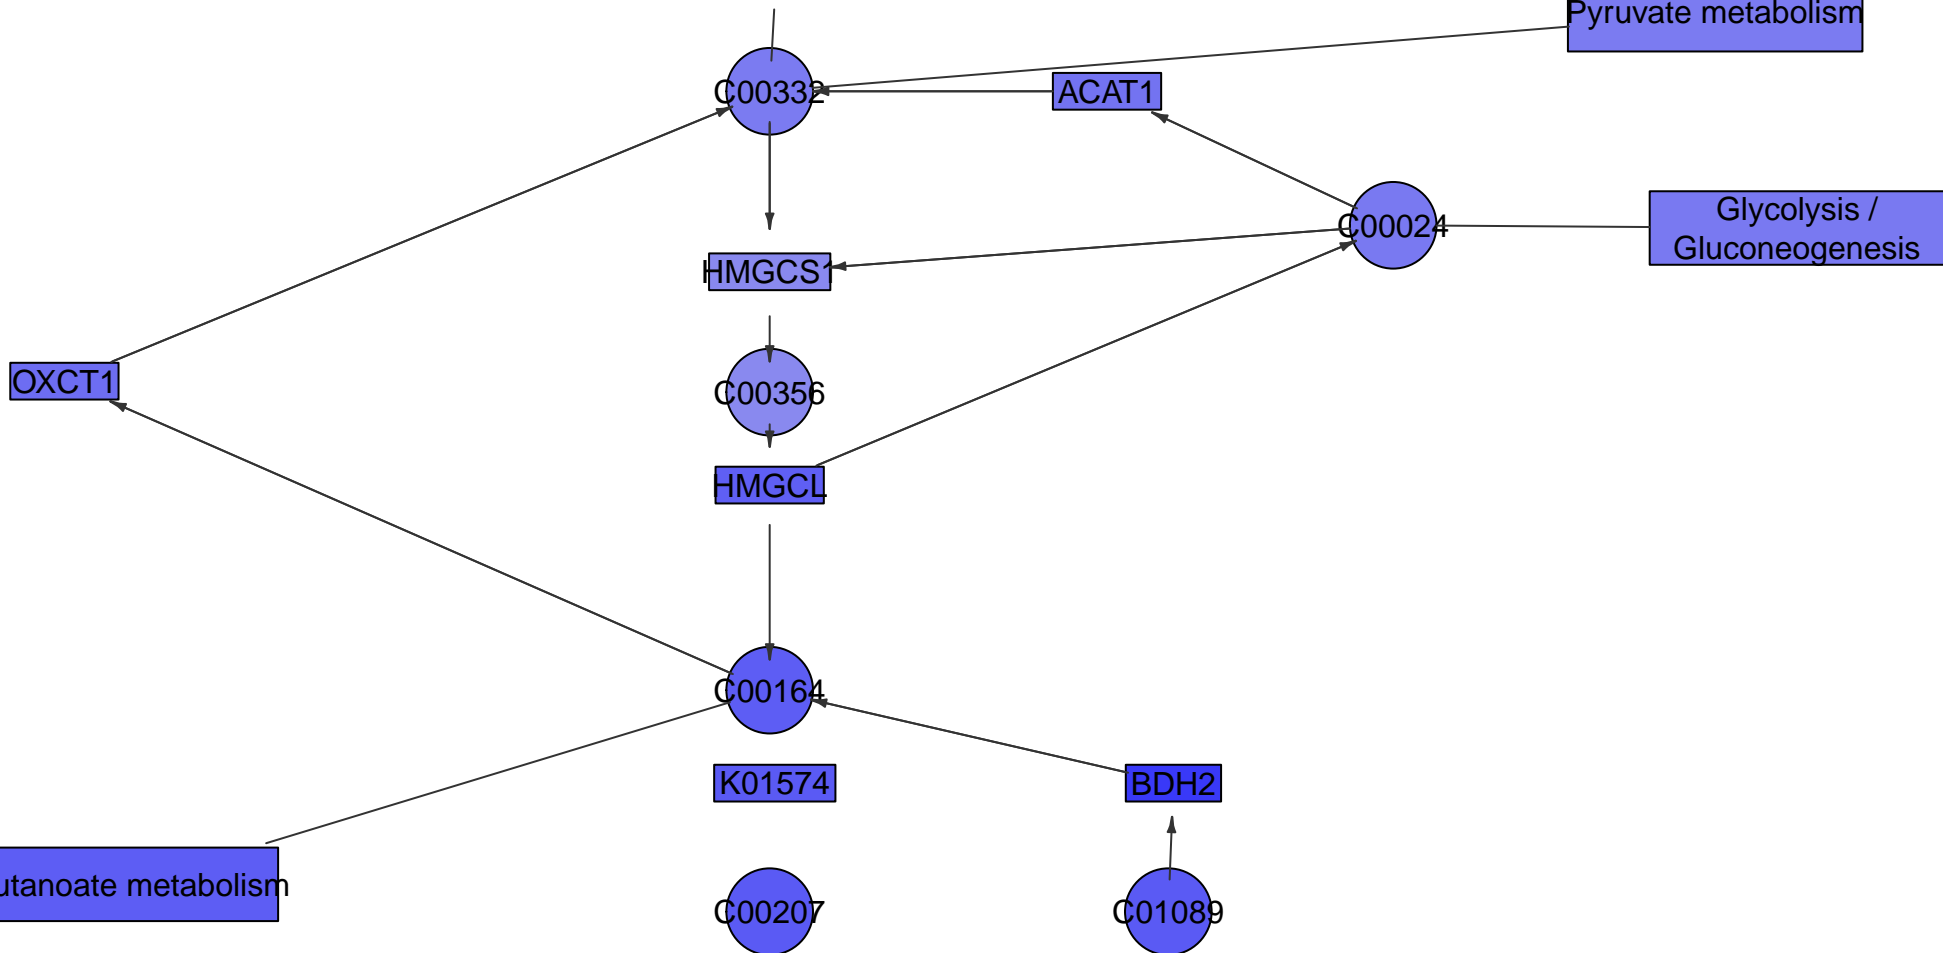 Pyruvate metabolism
C00332
ACAT1
Glycolysis /
Gluconeogenesis
C00024
HMGCS1
OXCT1
C00356
HMGCL
C00164
K01574
BDH2
utanoate metabolism
C00207
C01089